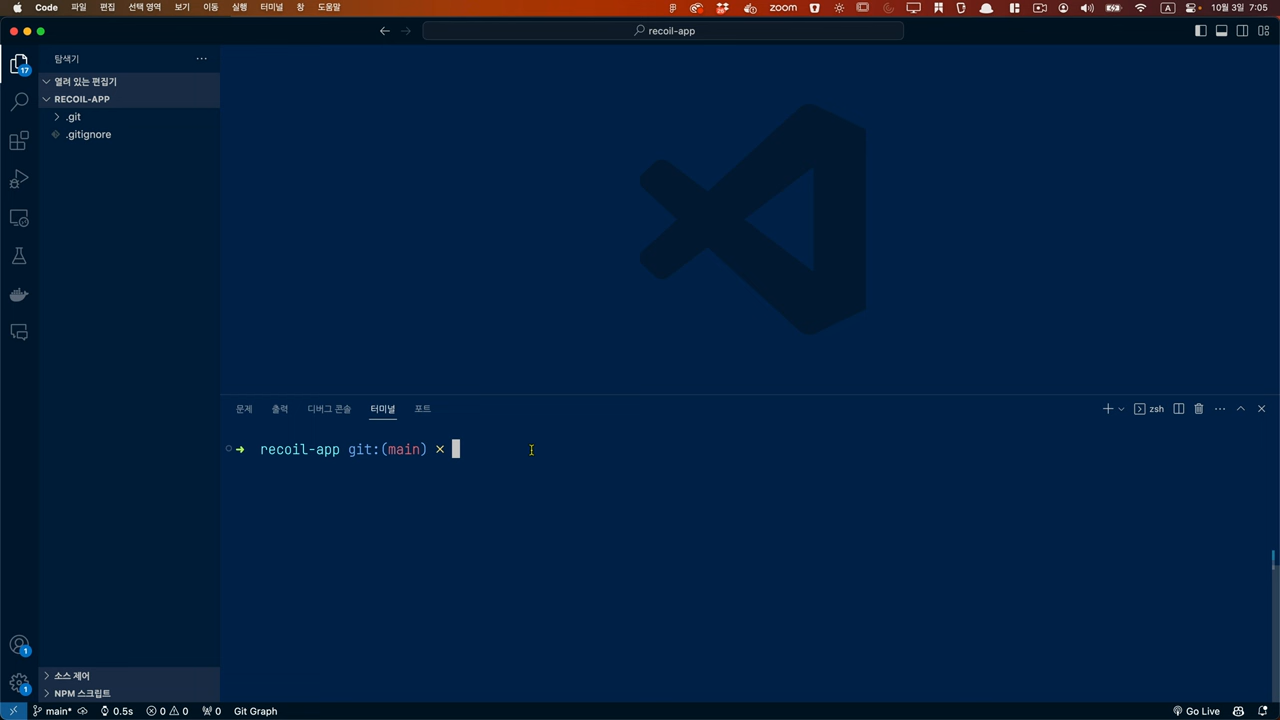 Code 파일 편집 선택 영역 보기 이동 실행 터미널 창 도움말 zoom A 10월 3일 7:05
recoil-app
17
탐색기
열려 있는 편집기
RECOIL-APP
.git
.gitignore
문제 출력 디버그 콘솔 터미널 포트 zsh
➜ recoil-app git:(main) ×
1
소스 제어
1
NPM 스크립트
main* 0.5s 0 0 0 Git Graph Go Live